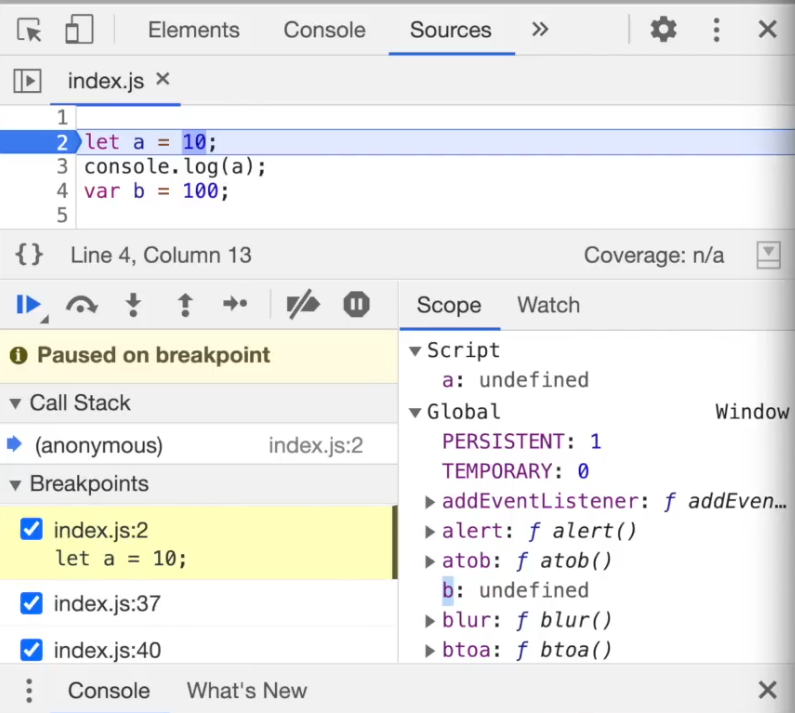 Elements Console Sources »
index.js ×
1
2 let a = 10;
3 console.log(a);
4 var b = 100;
5
{} Line 4, Column 13 Coverage: n/a
Paused on breakpoint
Call Stack
(anonymous) index.js:2
Breakpoints
index.js:2
let a = 10;
index.js:37
index.js:40
Scope Watch
Script
a: undefined
Global Window
PERSISTENT: 1
TEMPORARY: 0
addEventListener: ƒ addEven…
alert: ƒ alert()
atob: ƒ atob()
b: undefined
blur: ƒ blur()
btoa: ƒ btoa()
Console What's New